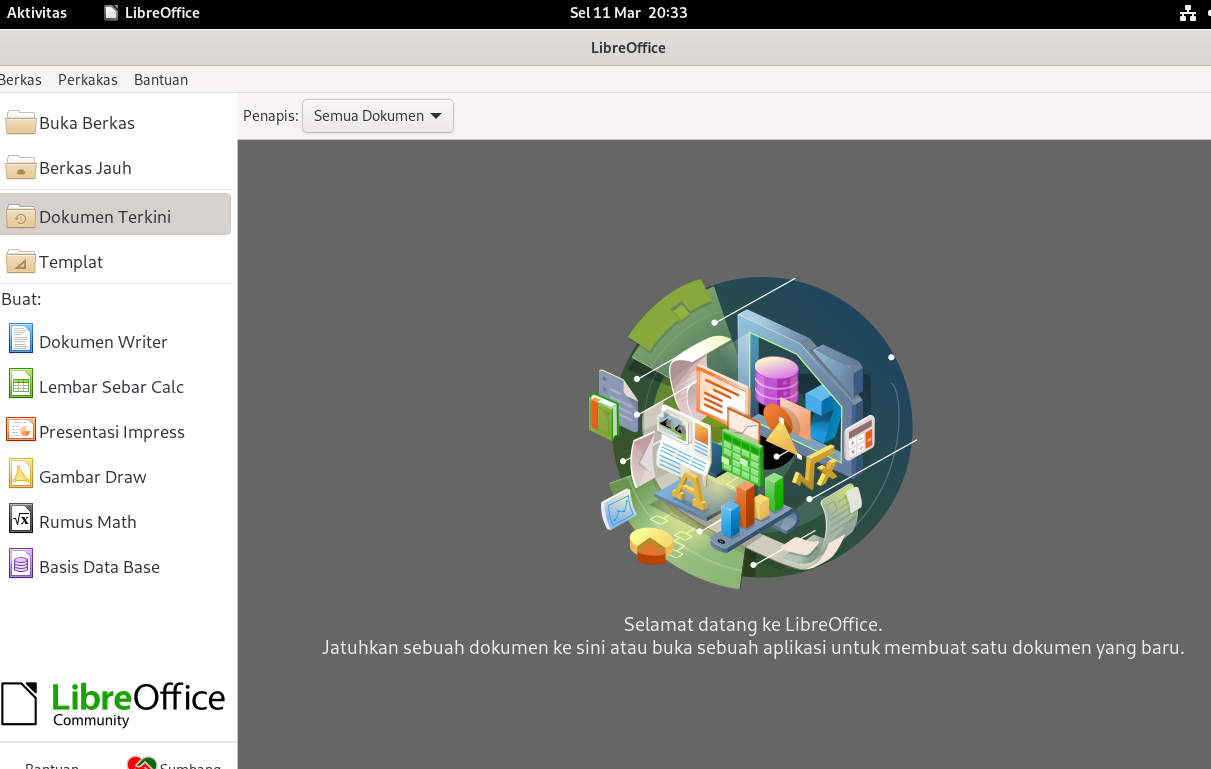 Aktivitas LibreOffice Sel 11 Mar 20:33
LibreOffice
Berkas Perkakas Bantuan
Buka Berkas
Berkas Jauh
Dokumen Terkini
Templat
Buat:
Dokumen Writer
Lembar Sebar Calc
Presentasi Impress
Gambar Draw
Rumus Math
Basis Data Base
LibreOffice
Community
Bantuan Sumbang
Penapis: Semua Dokumen
Selamat datang ke LibreOffice.
Jatuhkan sebuah dokumen ke sini atau buka sebuah aplikasi untuk membuat satu dokumen yang baru.